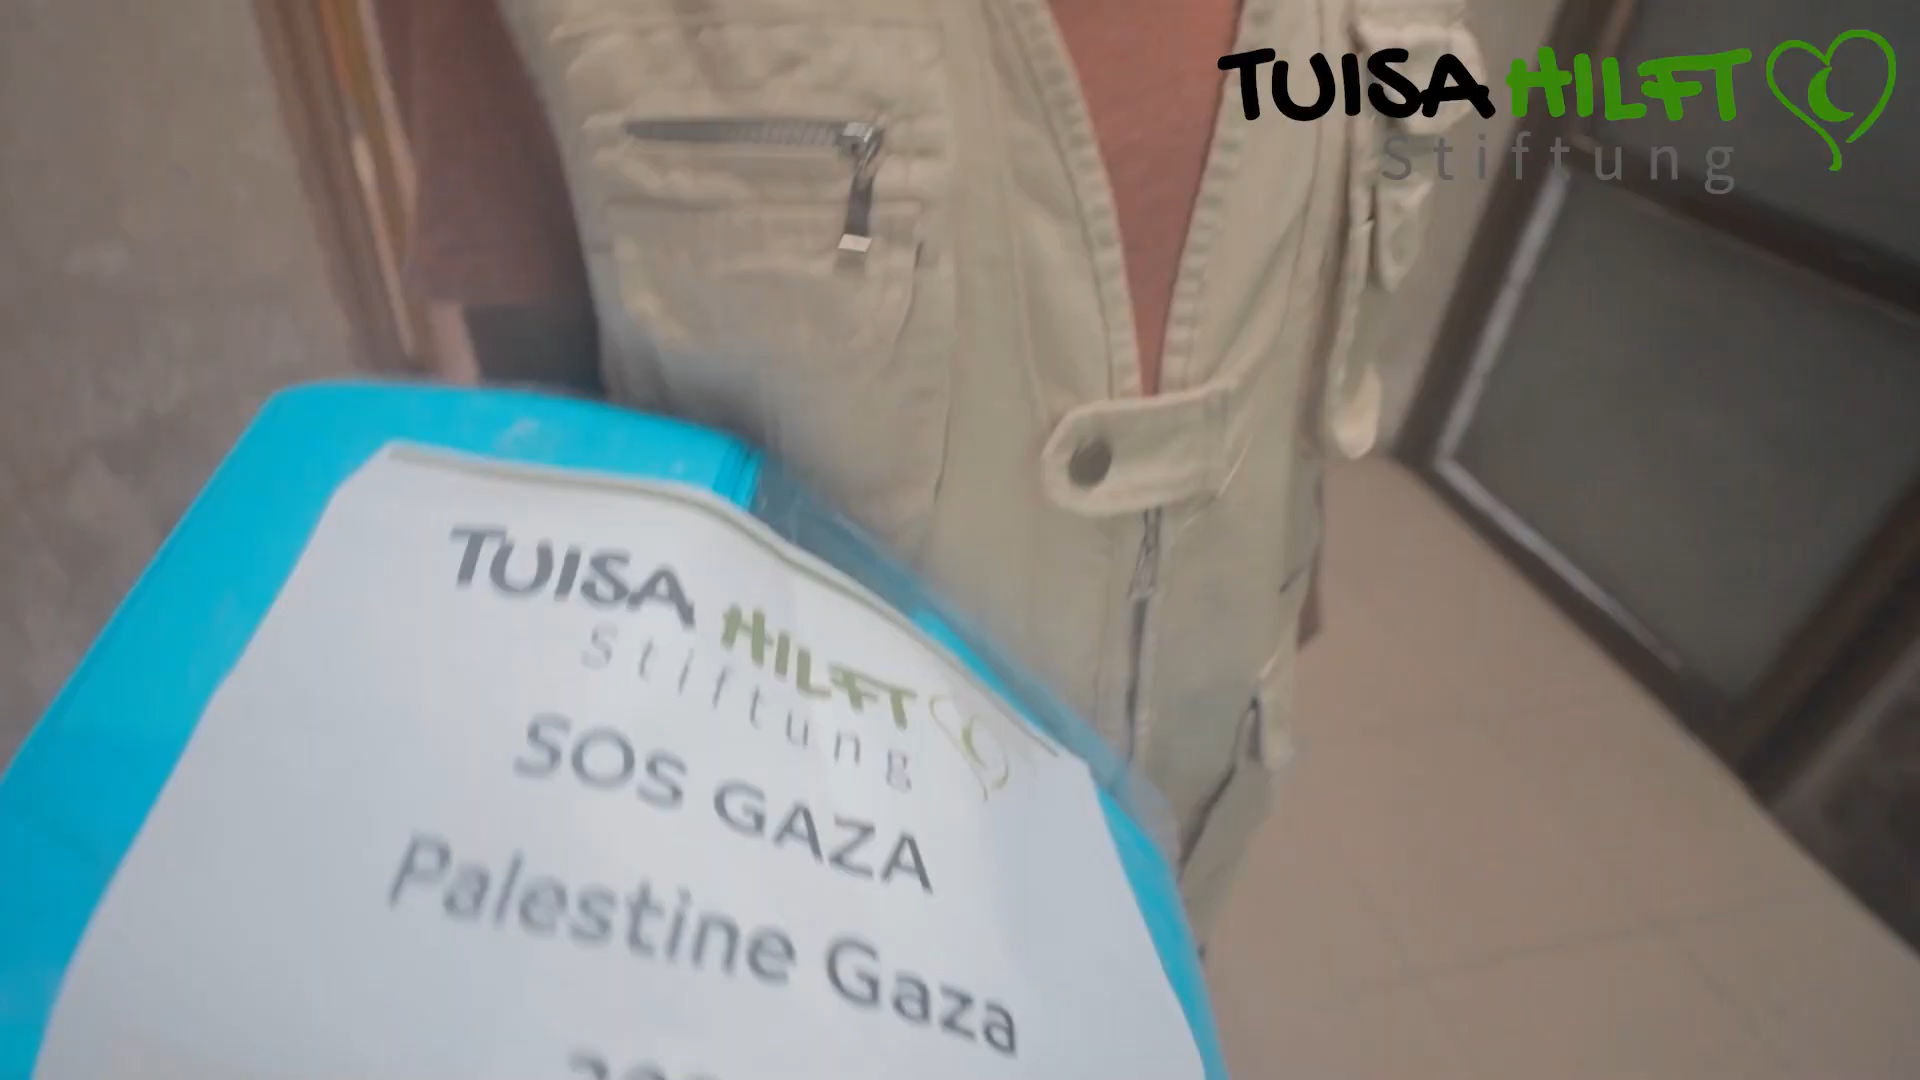 TUISA HILFT
Stiftung
TUISA HILFT
Stiftung
SOS GAZA
Palestine Gaza